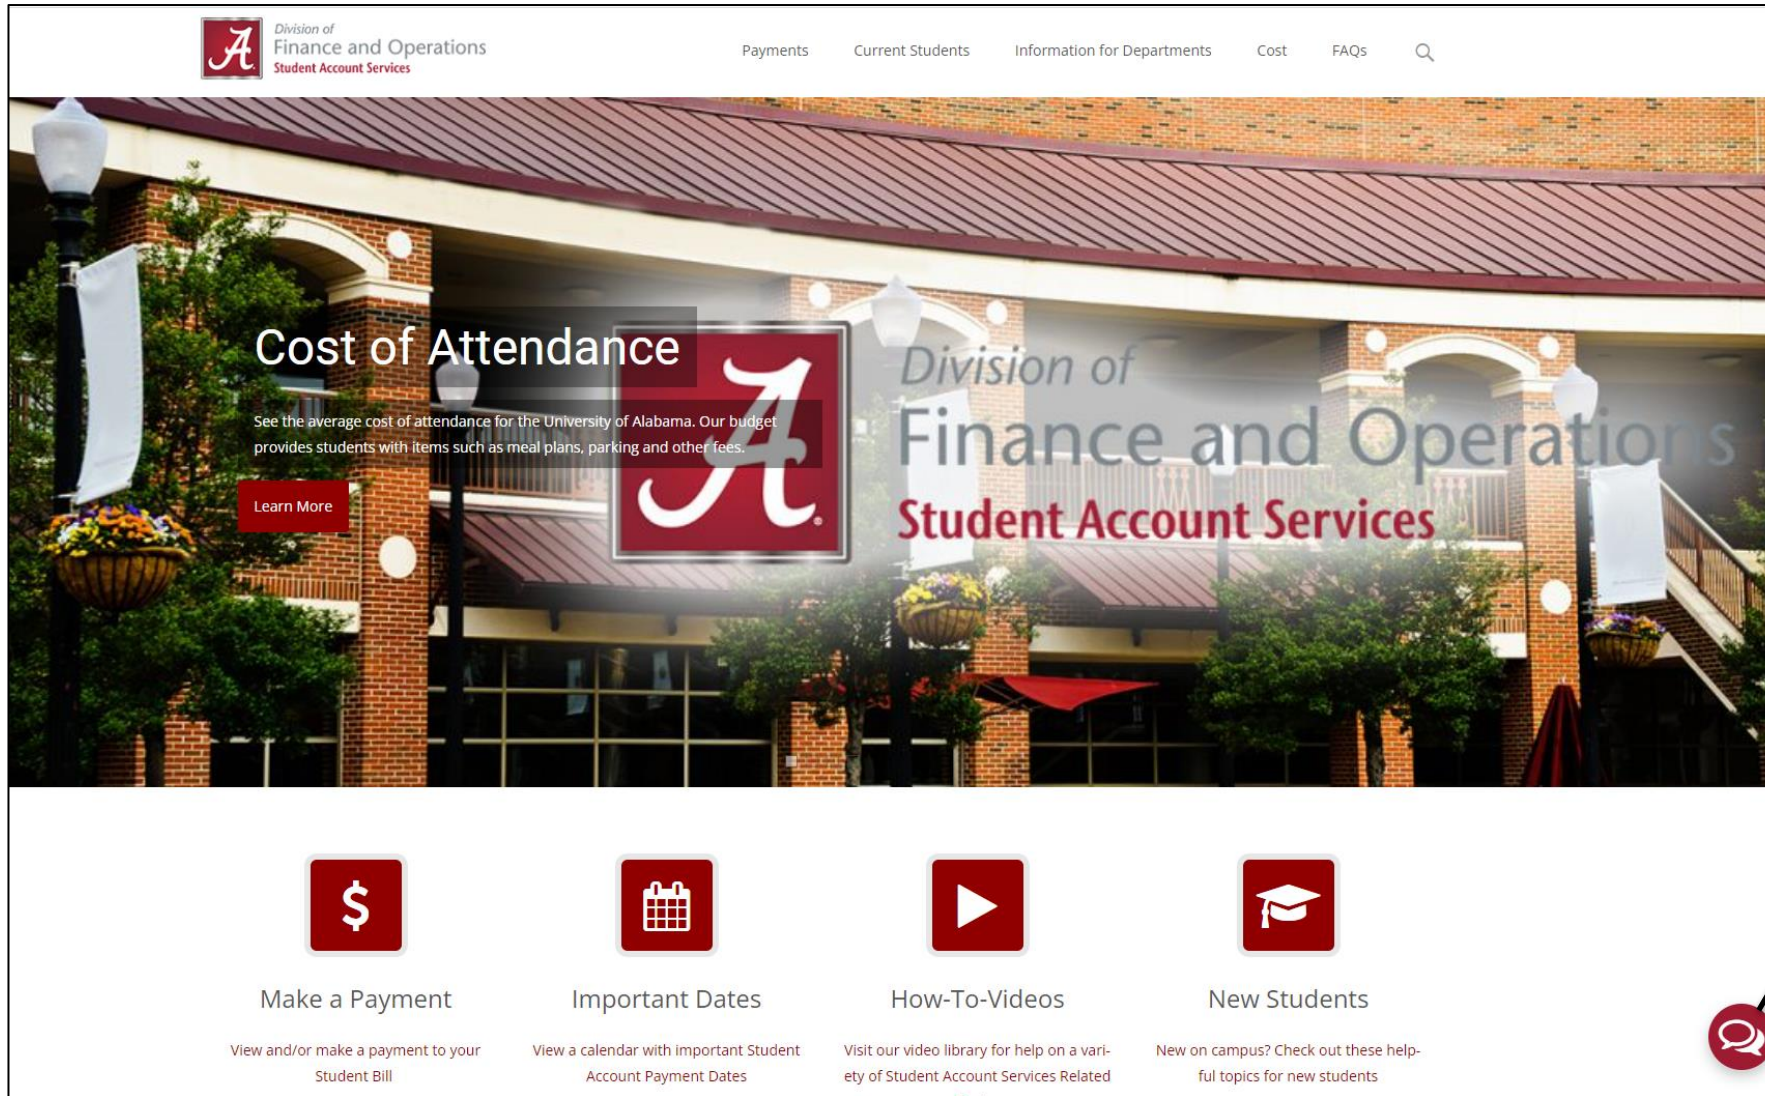 Division of
Finance and Operations
Student Account Services
Payments Current Students Information for Departments Cost FAQs
Cost of Attendance
See the average cost of attendance for the University of Alabama. Our budget
provides students with items such as meal plans, parking and other fees.
Learn More
A
Division of
Finance and Operations
Student Account Services
$
Make a Payment
View and/or make a payment to your
Student Bill
Important Dates
View a calendar with important Student
Account Payment Dates
How-To-Videos
Visit our video library for help on a vari-
ety of Student Account Services Related
New Students
New on campus? Check out these help-
ful topics for new students